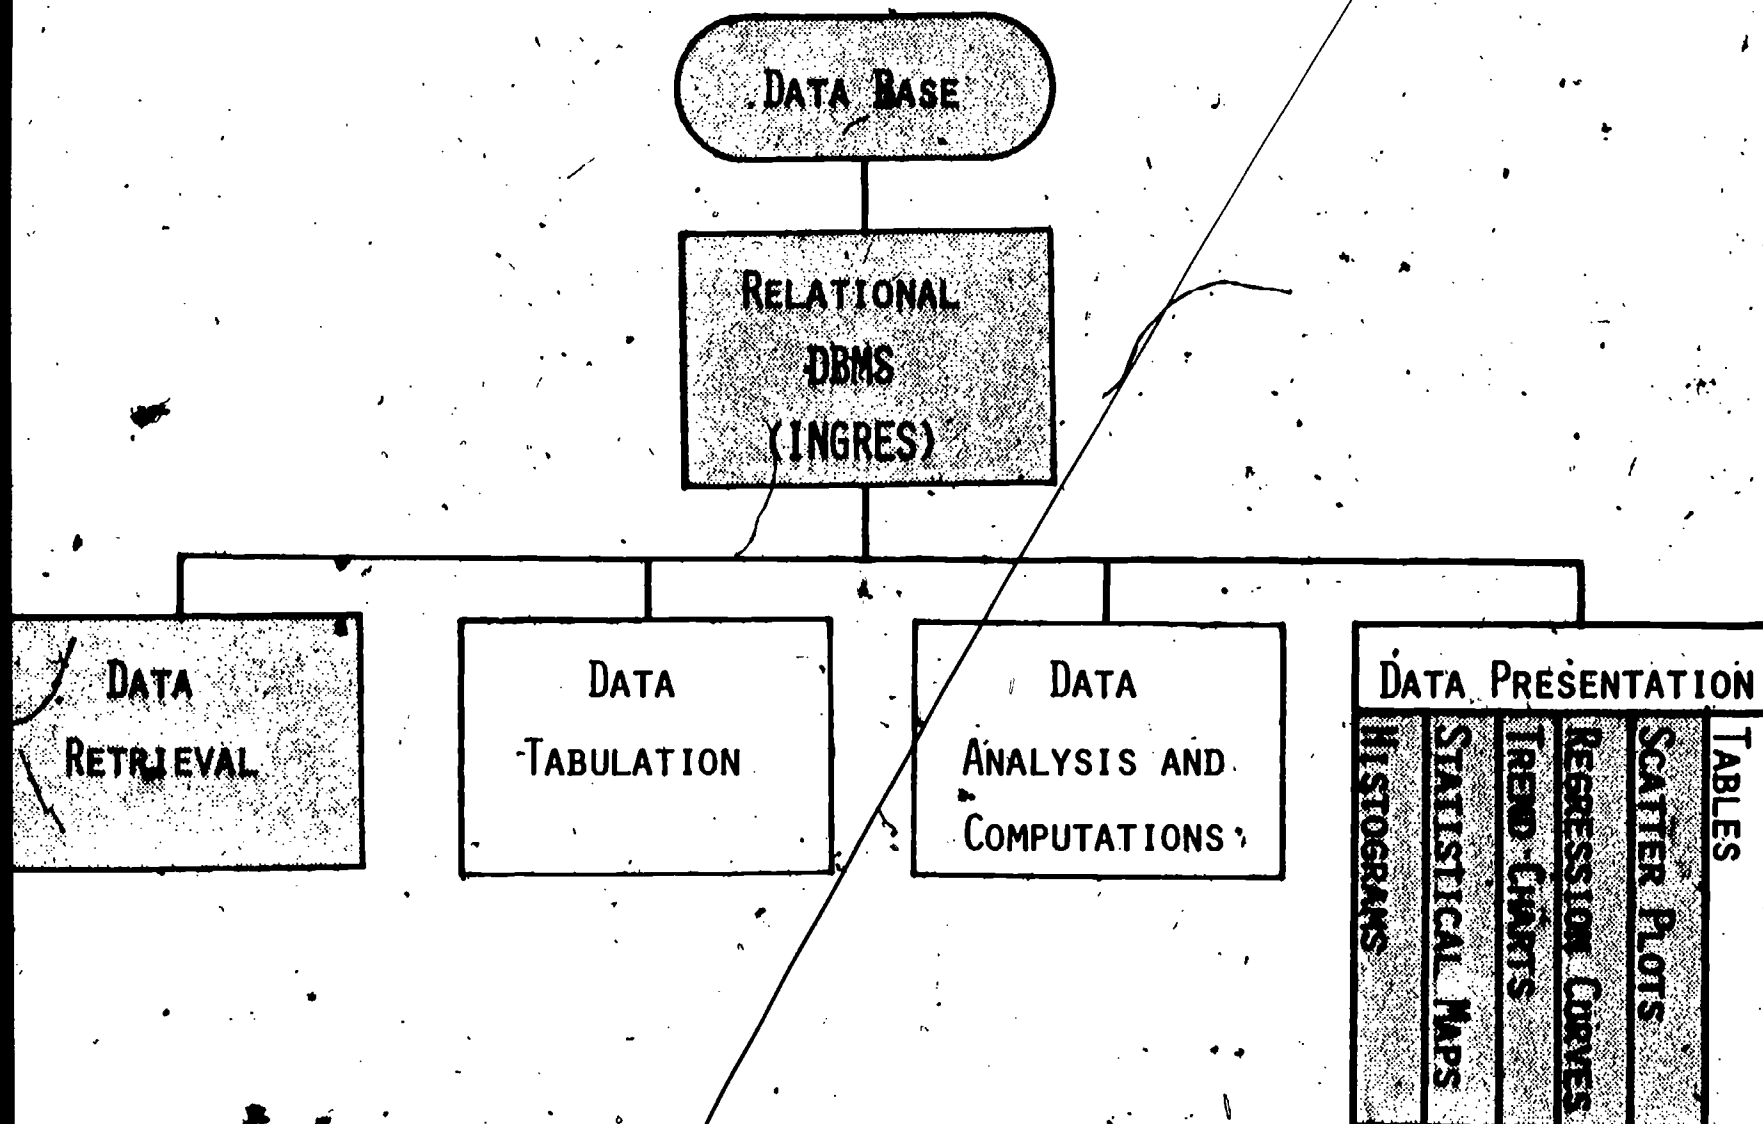 DATA BASE
RELATIONAL
DBMS
(INGRES)
DATA
RETRIEVAL
DATA
TABULATION
DATA
ANALYSIS AND
COMPUTATIONS
DATA PRESENTATION
HISTOGRAMS
STATISTICAL MAPS
TREND CHARTS
REGRESSION CURVES
SCATTER PLOTS
TABLES